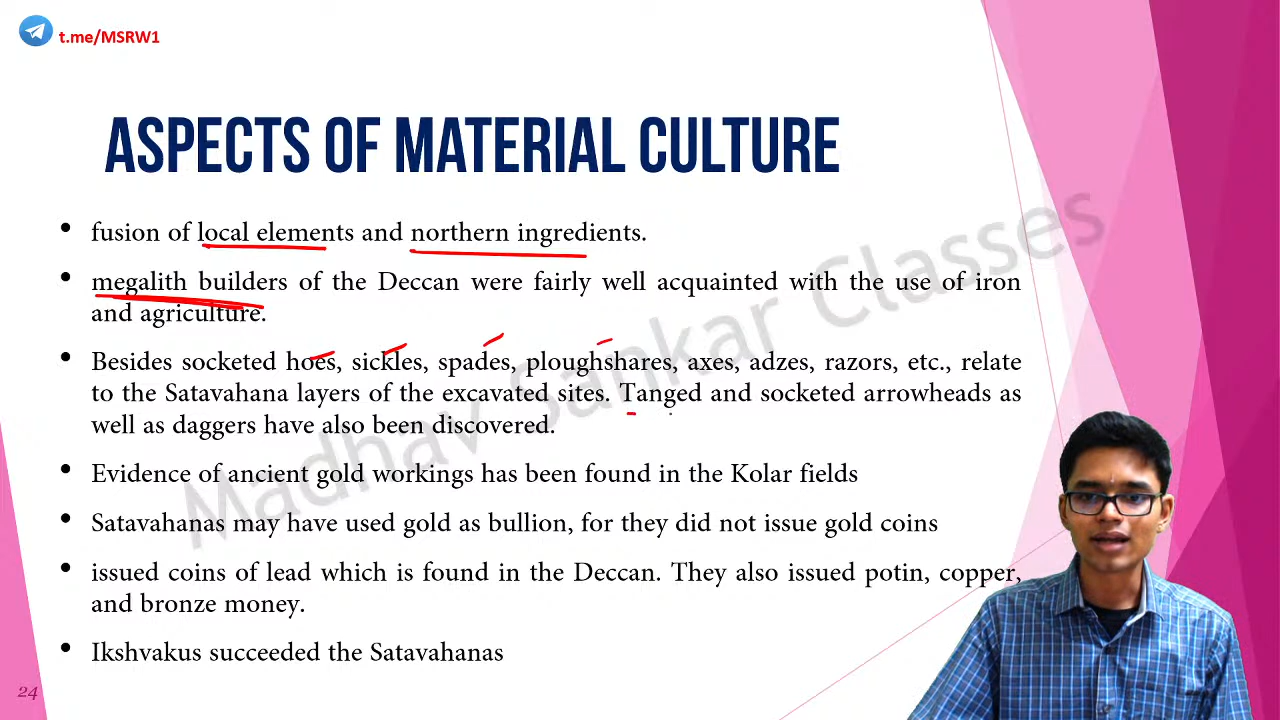 t.me/MSRW1
ASPECTS OF MATERIAL CULTURE
• fusion of local elements and northern ingredients.
• megalith builders of the Deccan were fairly well acquainted with the use of iron
and agriculture.
• Besides socketed hoes, sickles, spades, ploughshares, axes, adzes, razors, etc., relate
to the Satavahana layers of the excavated sites. Tanged and socketed arrowheads as
well as daggers have also been discovered.
• Evidence of ancient gold workings has been found in the Kolar fields
• Satavahanas may have used gold as bullion, for they did not issue gold coins
• issued coins of lead which is found in the Deccan. They also issued potin, copper,
and bronze money.
• Ikshvakus succeeded the Satavahanas
24
Madhav Sankar Classes